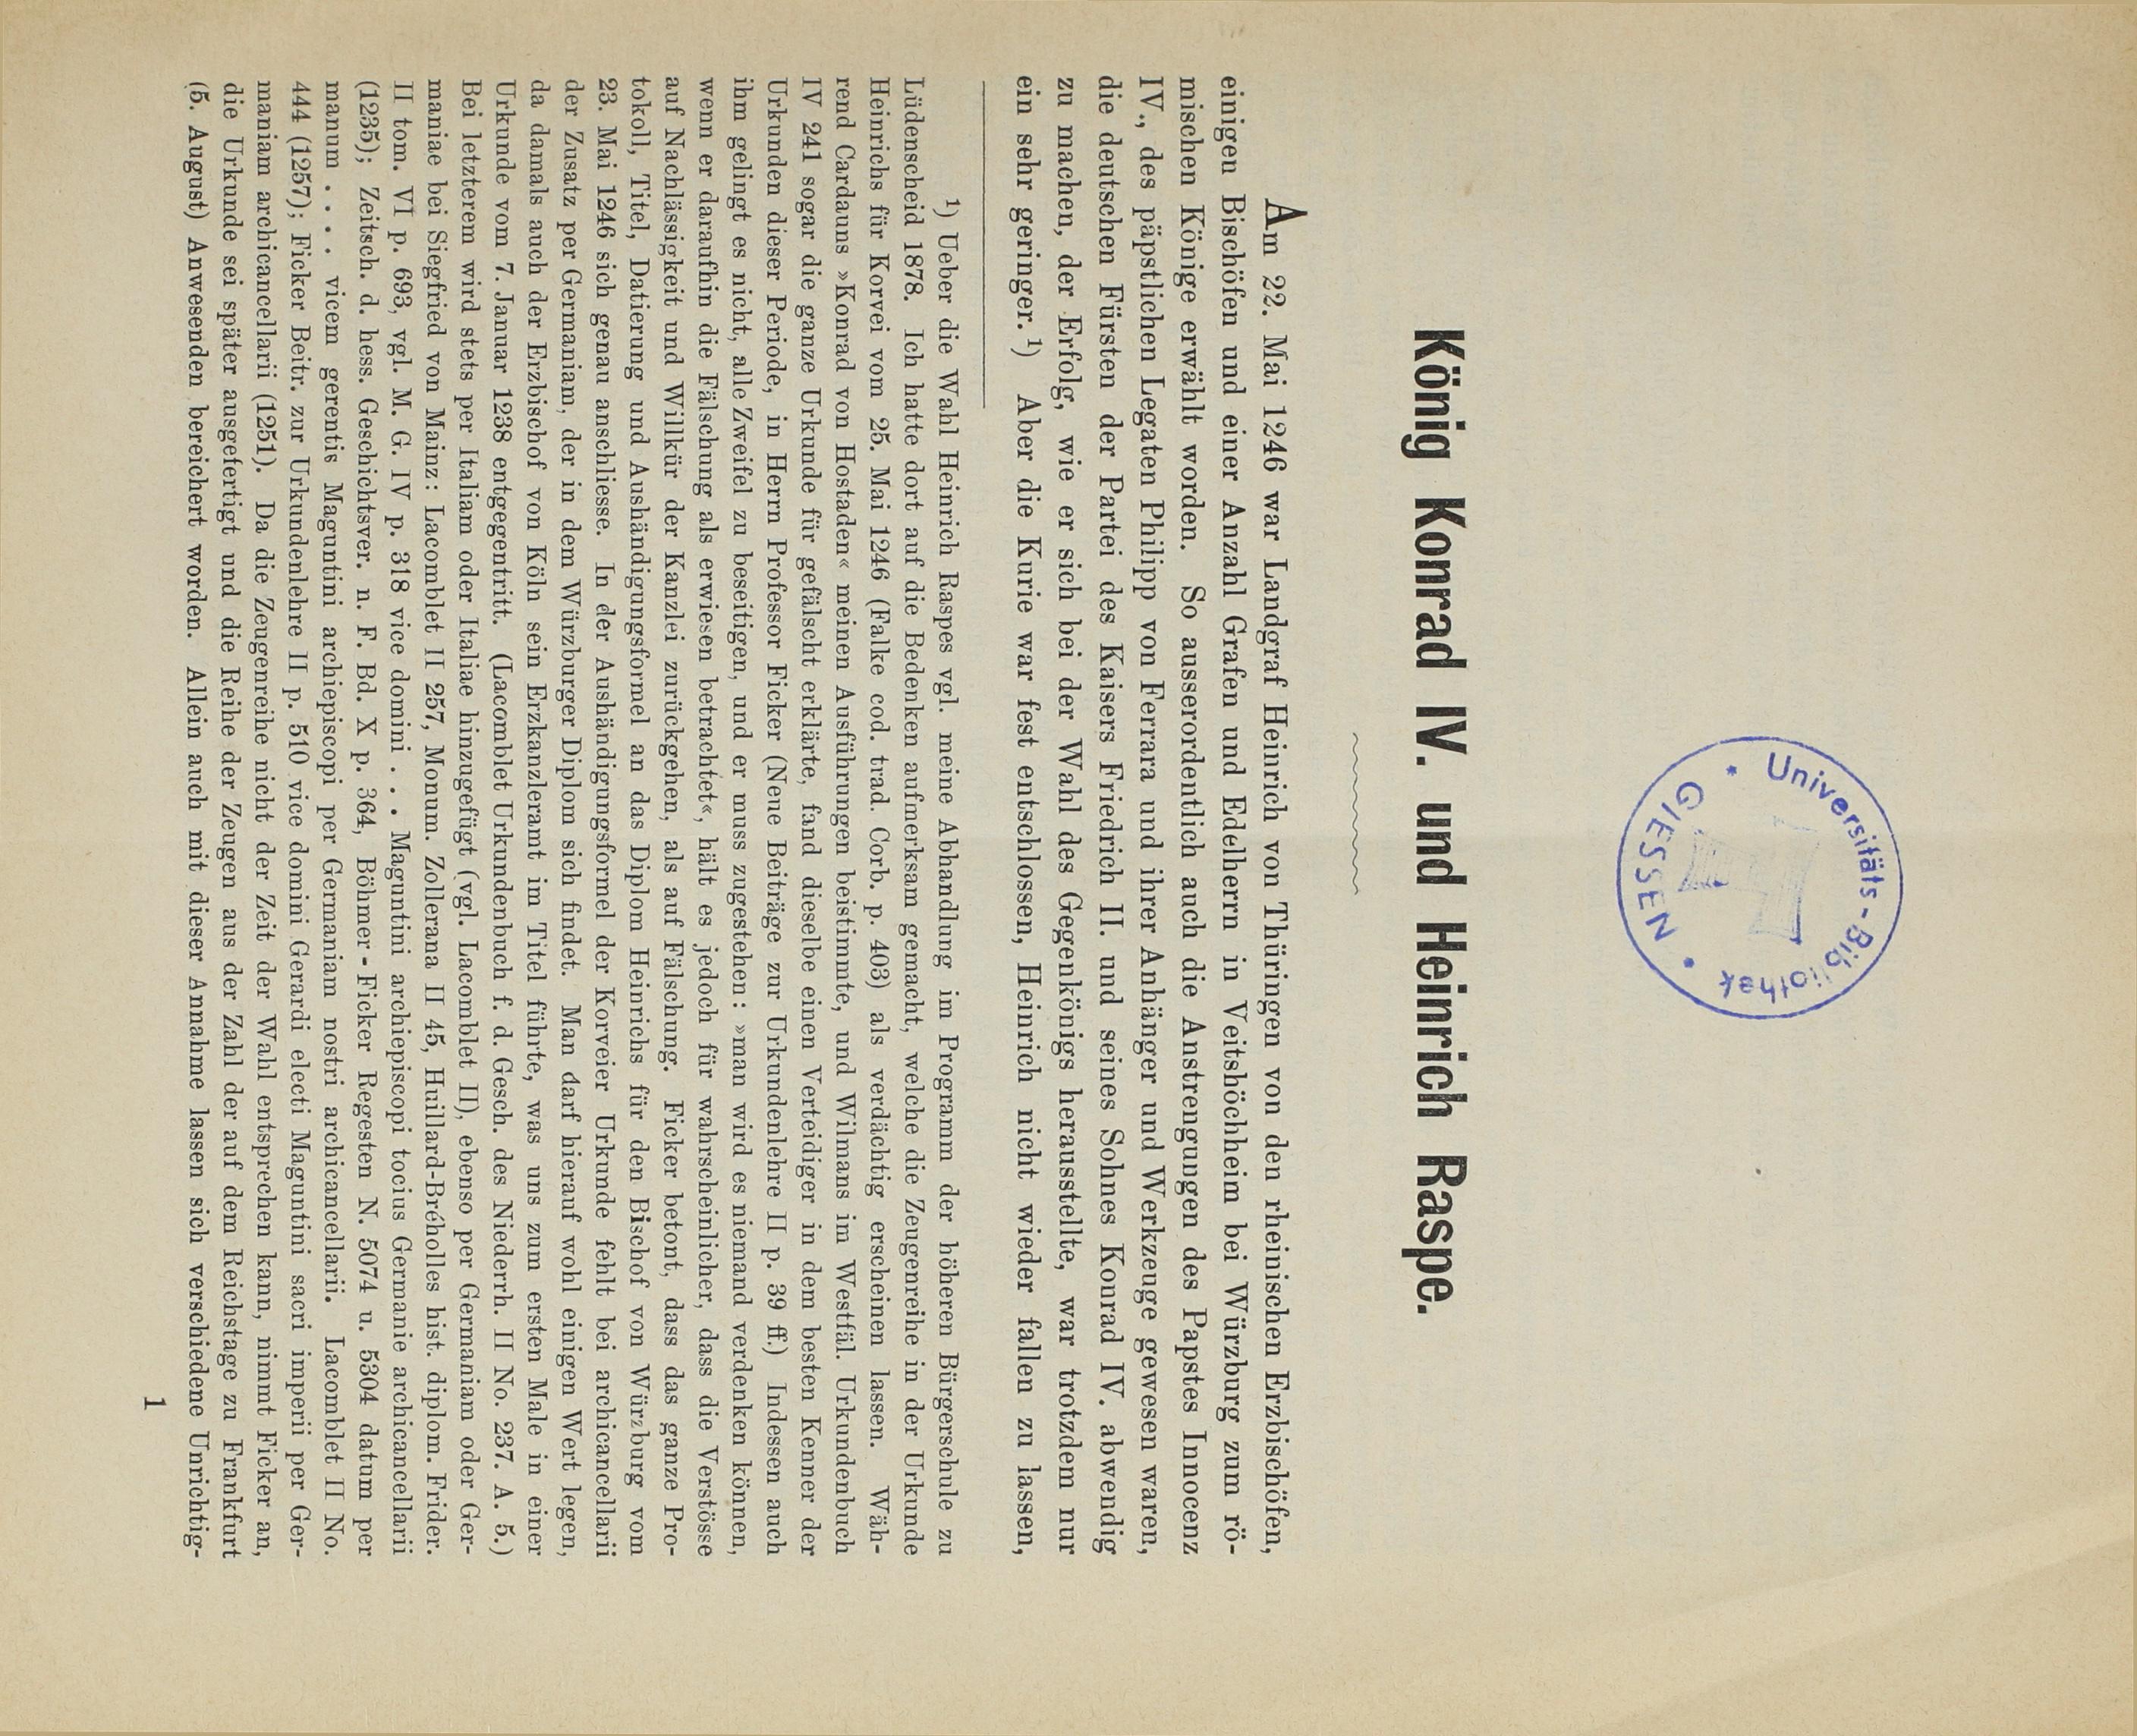 Universitäts-Bibliothek
GIESSEN
König Konrad IV. und Heinrich Raspe.
Am 22. Mai 1246 war Landgraf Heinrich von Thüringen von den rheinischen Erzbischöfen,
einigen Bischöfen und einer Anzahl Grafen und Edelherrn in Veitshöchheim bei Würzburg zum rö-
mischen Könige erwählt worden. So ausserordentlich auch die Anstrengungen des Papstes Innocenz
IV., des päpstlichen Legaten Philipp von Ferrara und ihrer Anhänger und Werkzeuge gewesen waren,
die deutschen Fürsten der Partei des Kaisers Friedrich II. und seines Sohnes Konrad IV. abwendig
zu machen, der Erfolg, wie er sich bei der Wahl des Gegenkönigs herausstellte, war trotzdem nur
ein sehr geringer.¹) Aber die Kurie war fest entschlossen, Heinrich nicht wieder fallen zu lassen,
¹) Ueber die Wahl Heinrich Raspes vgl. meine Abhandlung im Programm der höheren Bürgerschule zu
Lüdenscheid 1878. Ich hatte dort auf die Bedenken aufmerksam gemacht, welche die Zeugenreihe in der Urkunde
Heinrichs für Korvei vom 25. Mai 1246 (Falke cod. trad. Corb. p. 403) als verdächtig erscheinen lassen. Wäh-
rend Cardauns »Konrad von Hostaden« meinen Ausführungen beistimmte, und Wilmans im Westfäl. Urkundenbuch
IV 241 sogar die ganze Urkunde für gefälscht erklärte, fand dieselbe einen Verteidiger in dem besten Kenner der
Urkunden dieser Periode, in Herrn Professor Ficker (Neue Beiträge zur Urkundenlehre II p. 39 ff.) Indessen auch
ihm gelingt es nicht, alle Zweifel zu beseitigen, und er muss zugestehen: »man wird es niemand verdenken können,
wenn er daraufhin die Fälschung als erwiesen betrachtet«, hält es jedoch für wahrscheinlicher, dass die Verstösse
auf Nachlässigkeit und Willkür der Kanzlei zurückgehen, als auf Fälschung. Ficker betont, dass das ganze Pro-
tokoll, Titel, Datierung und Aushändigungsformel an das Diplom Heinrichs für den Bischof von Würzburg vom
23. Mai 1246 sich genau anschliesse. In der Aushändigungsformel der Korveier Urkunde fehlt bei archicancellarii
der Zusatz per Germaniam, der in dem Würzburger Diplom sich findet. Man darf hierauf wohl einigen Wert legen,
da damals auch der Erzbischof von Köln sein Erzkanzleramt im Titel führte, was uns zum ersten Male in einer
Urkunde vom 7. Januar 1238 entgegentritt. (Lacomblet Urkundenbuch f. d. Gesch. des Niederrh. II No. 237. A. 5.)
Bei letzterem wird stets per Italiam oder Italiae hinzugefügt (vgl. Lacomblet II), ebenso per Germaniam oder Ger-
maniae bei Siegfried von Mainz: Lacomblet II 257, Monum. Zollerana II 45, Huillard-Bréholles hist. diplom. Frider.
II tom. VI p. 693, vgl. M. G. IV p. 318 vice domini . . . Maguntini archiepiscopi tocius Germanie archicancellarii
(1235); Zeitsch. d. hess. Geschichtsver. n. F. Bd. X p. 364, Böhmer-Ficker Regesten N. 5074 u. 5304 datum per
manum . . . . vicem gerentis Maguntini archiepiscopi per Germaniam nostri archicancellarii. Lacomblet II No.
444 (1257); Ficker Beitr. zur Urkundenlehre II p. 510 vice domini Gerardi electi Maguntini sacri imperii per Ger-
maniam archicancellarii (1251). Da die Zeugenreihe nicht der Zeit der Wahl entsprechen kann, nimmt Ficker an,
die Urkunde sei später ausgefertigt und die Reihe der Zeugen aus der Zahl der auf dem Reichstage zu Frankfurt
(5. August) Anwesenden bereichert worden. Allein auch mit dieser Annahme lassen sich verschiedene Unrichtig-
1